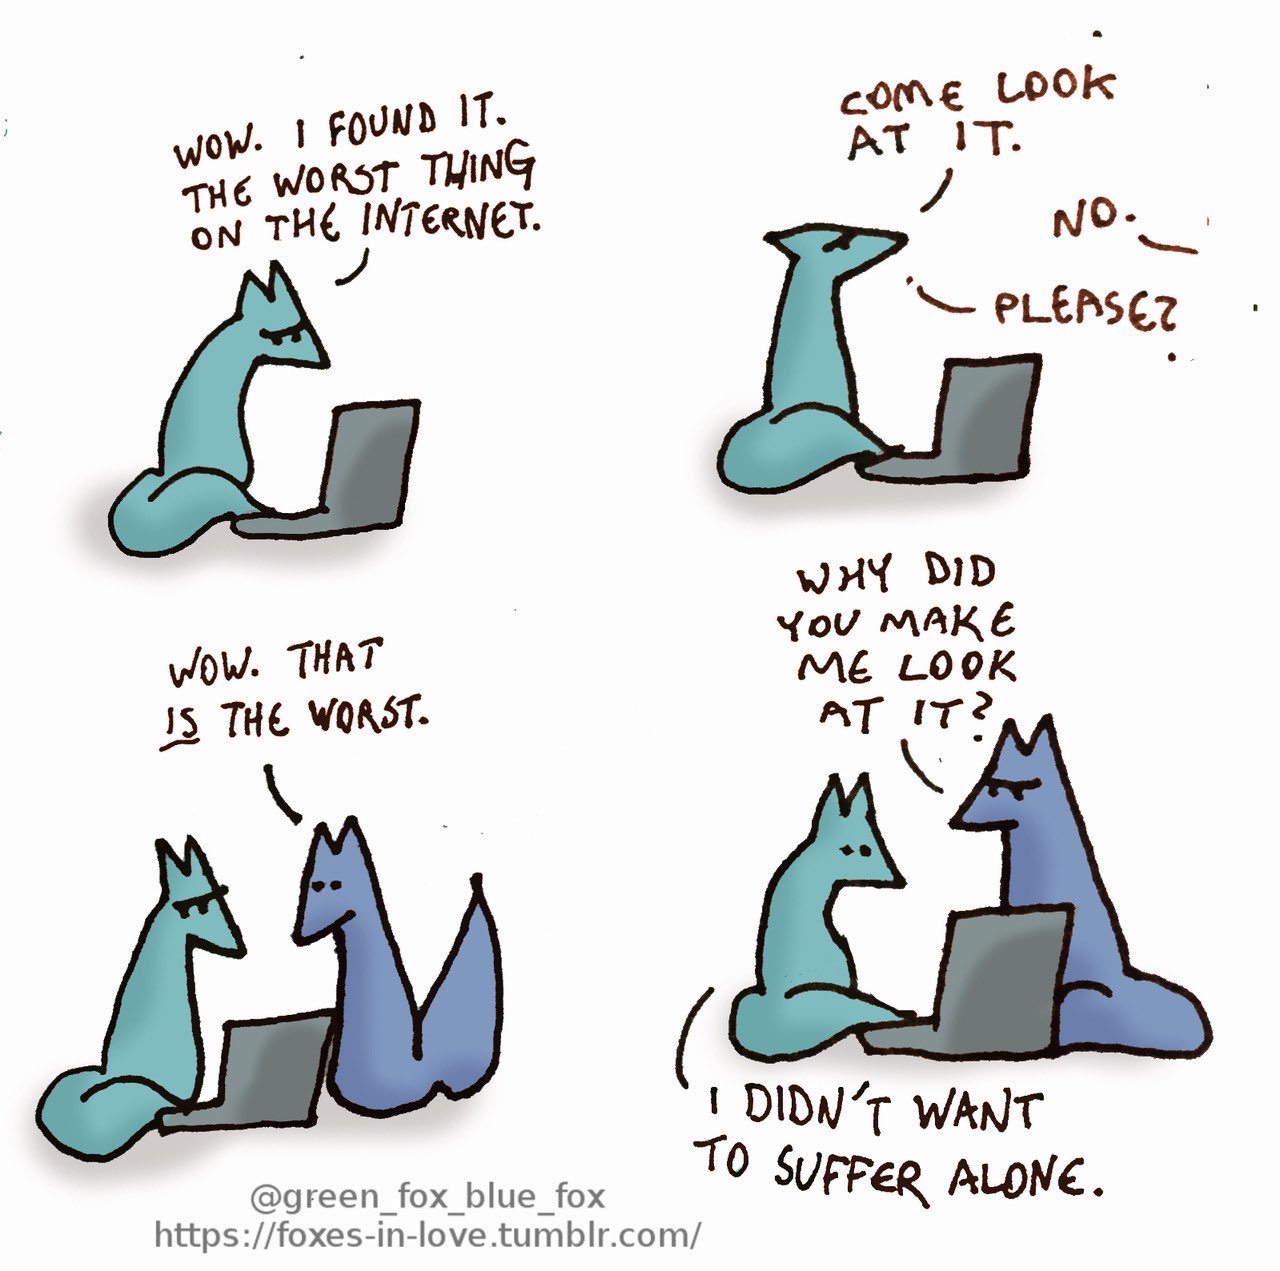 WOW. I FOUND IT.
THE WORST THING
ON THE INTERNET.
COME LOOK
AT IT.
NO.
PLEASE?
WOW. THAT
IS THE WORST.
WHY DID
YOU MAKE
ME LOOK
AT IT?
I DIDN'T WANT
TO SUFFER ALONE.
@green_fox_blue_fox
https://foxes-in-love.tumblr.com/